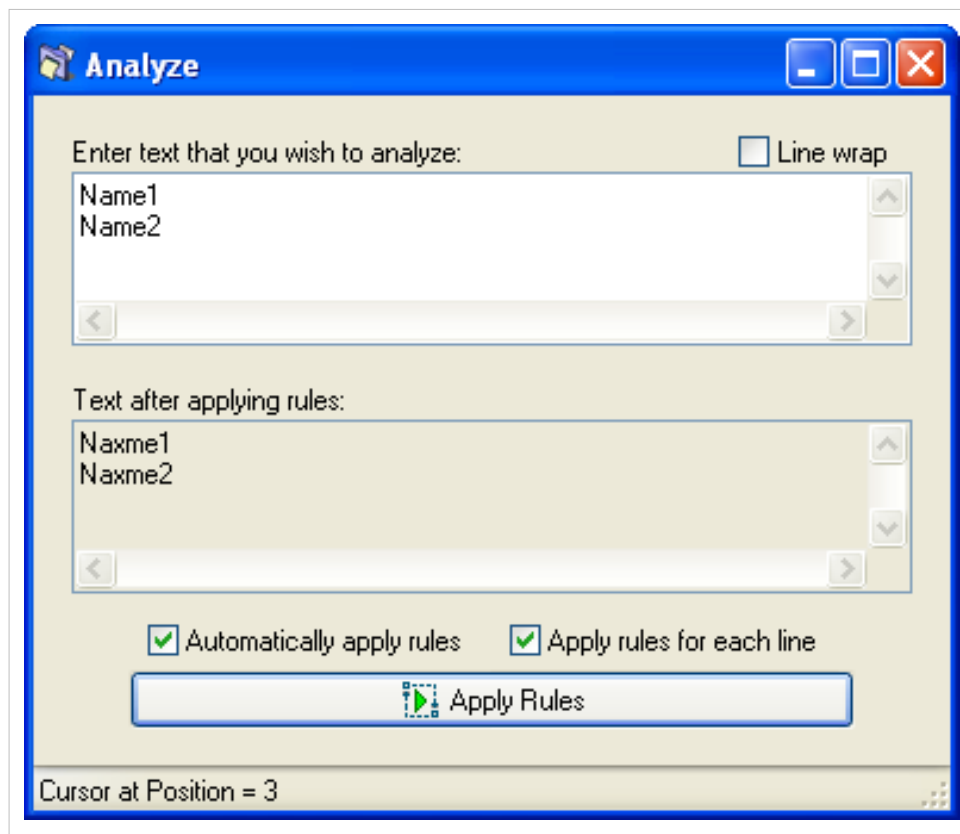 Analyze
Enter text that you wish to analyze: Line wrap
Name1
Name2
Text after applying rules:
Naxme1
Naxme2
Automatically apply rules Apply rules for each line
Apply Rules
Cursor at Position = 3